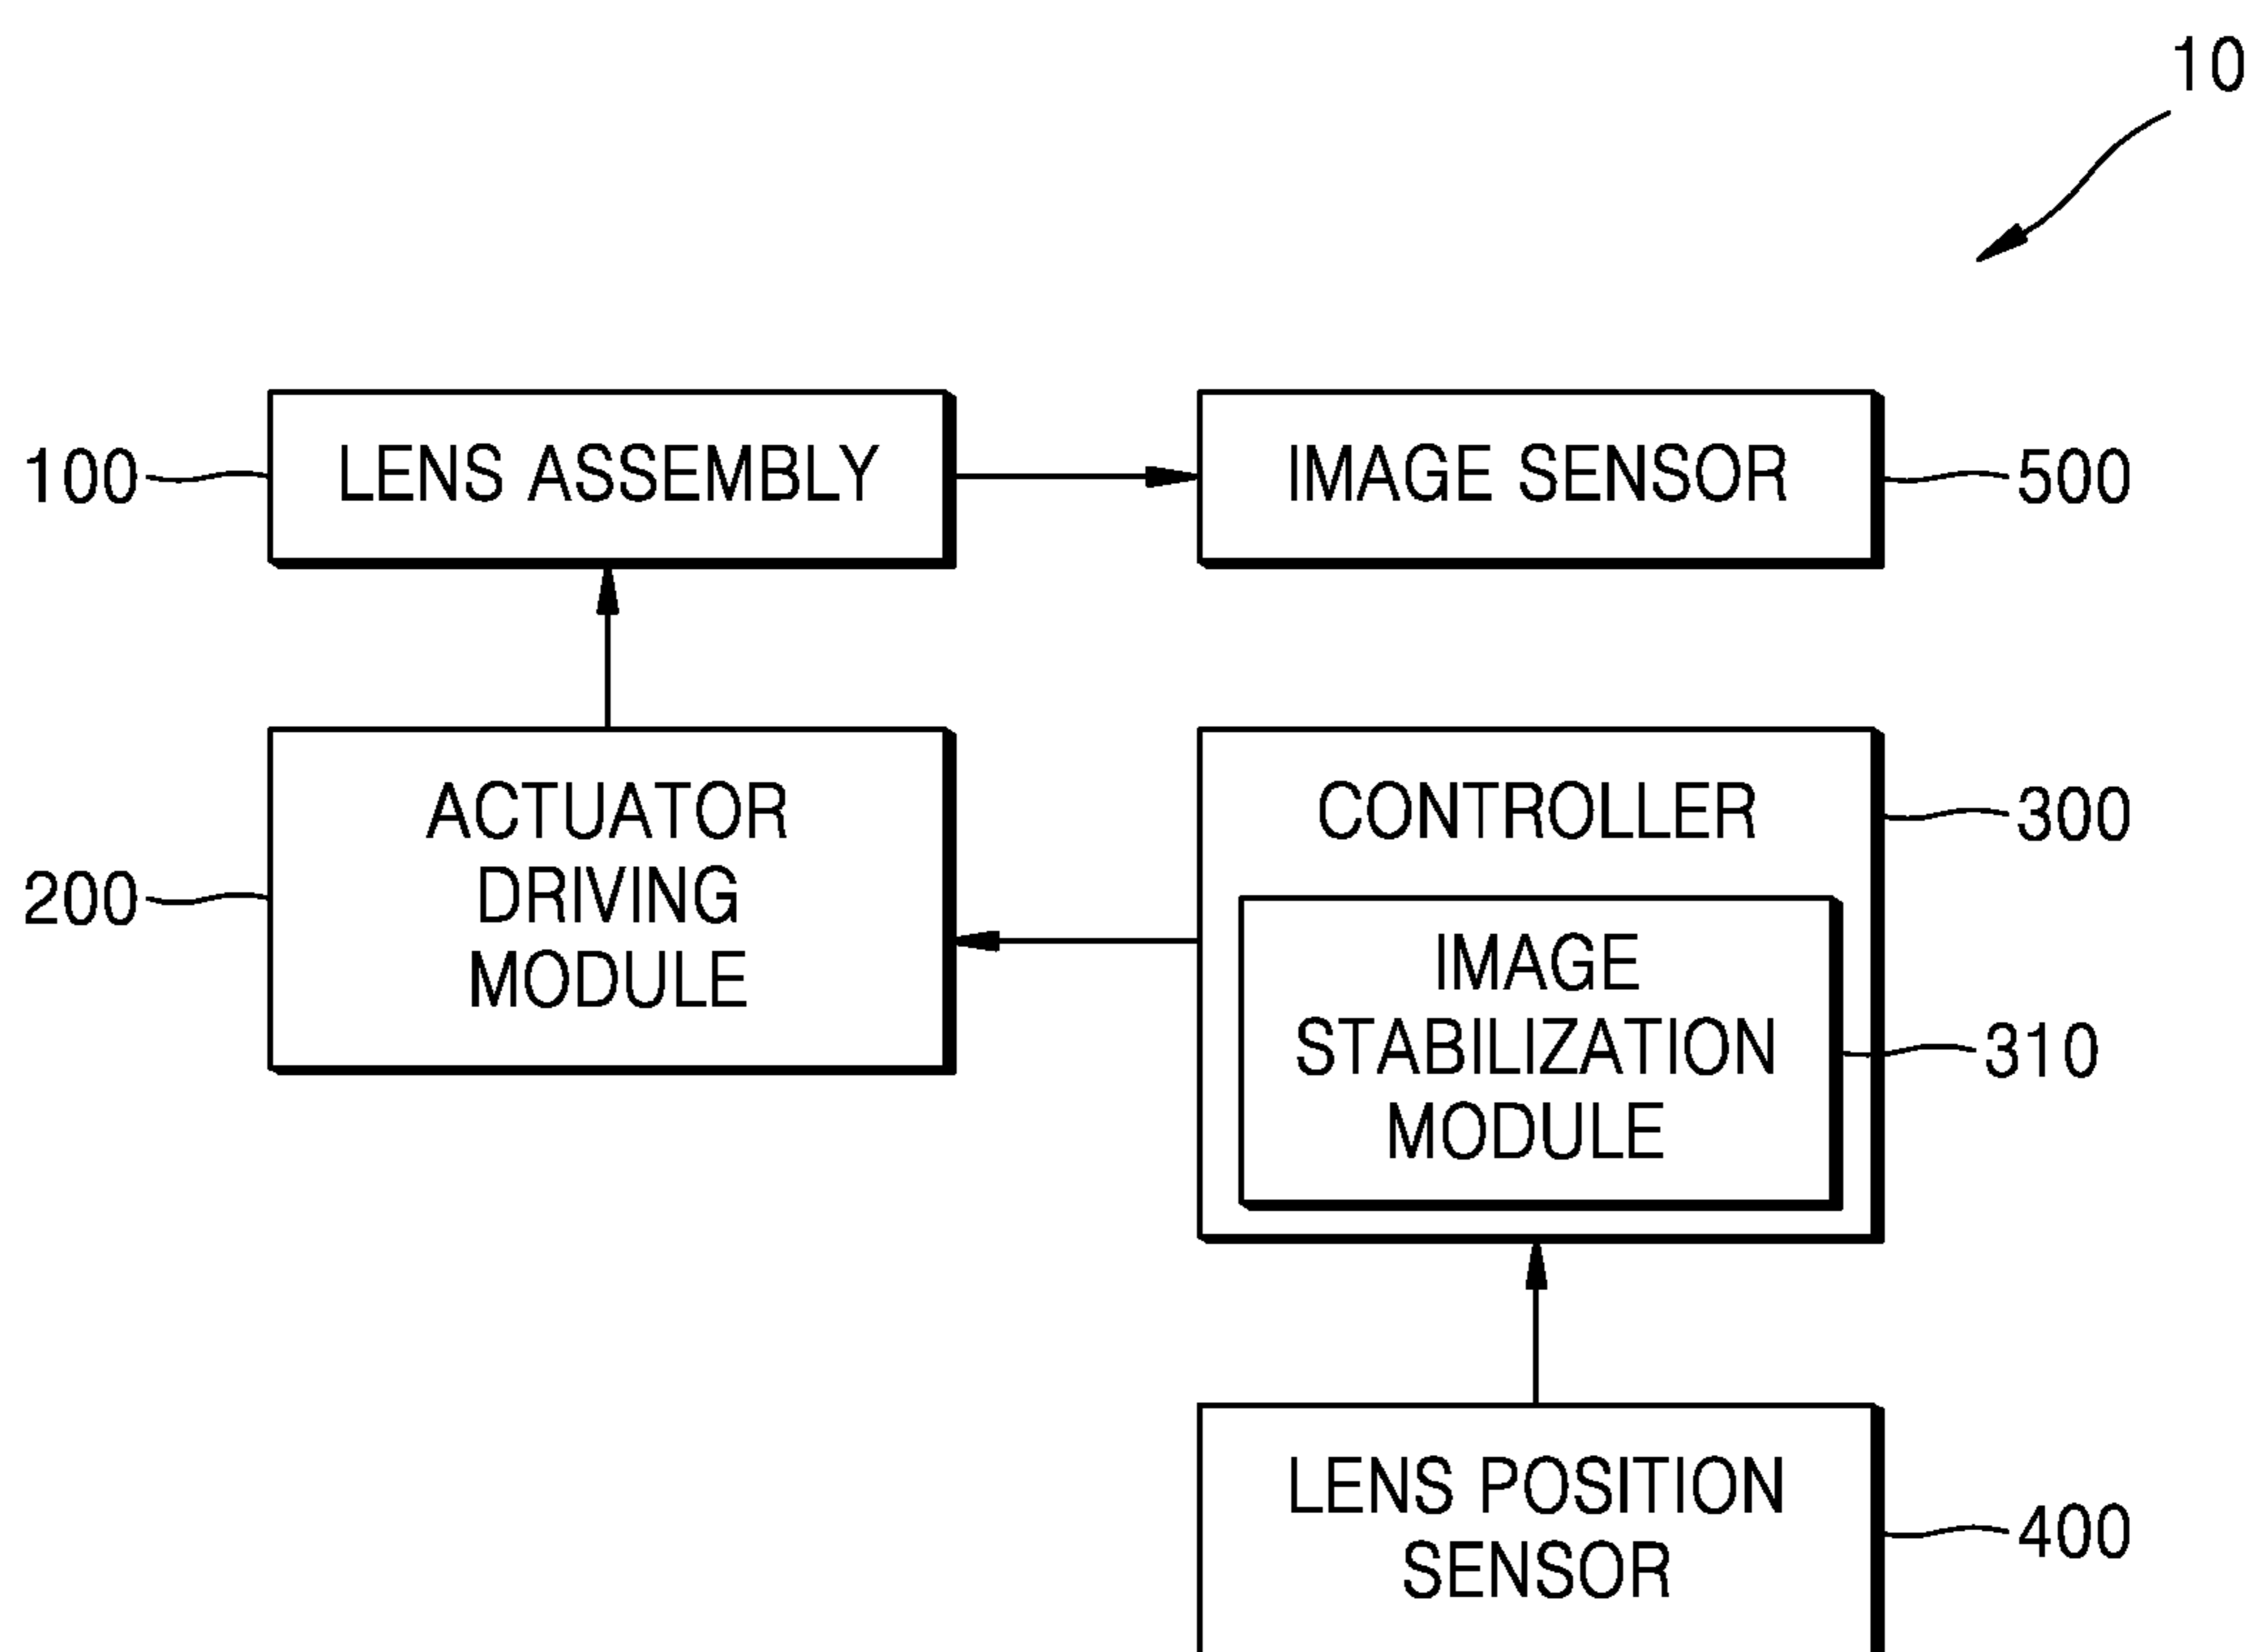 10
100
LENS ASSEMBLY
IMAGE SENSOR
500
200
ACTUATOR
DRIVING
MODULE
CONTROLLER
300
IMAGE
STABILIZATION
MODULE
310
LENS POSITION
SENSOR
400